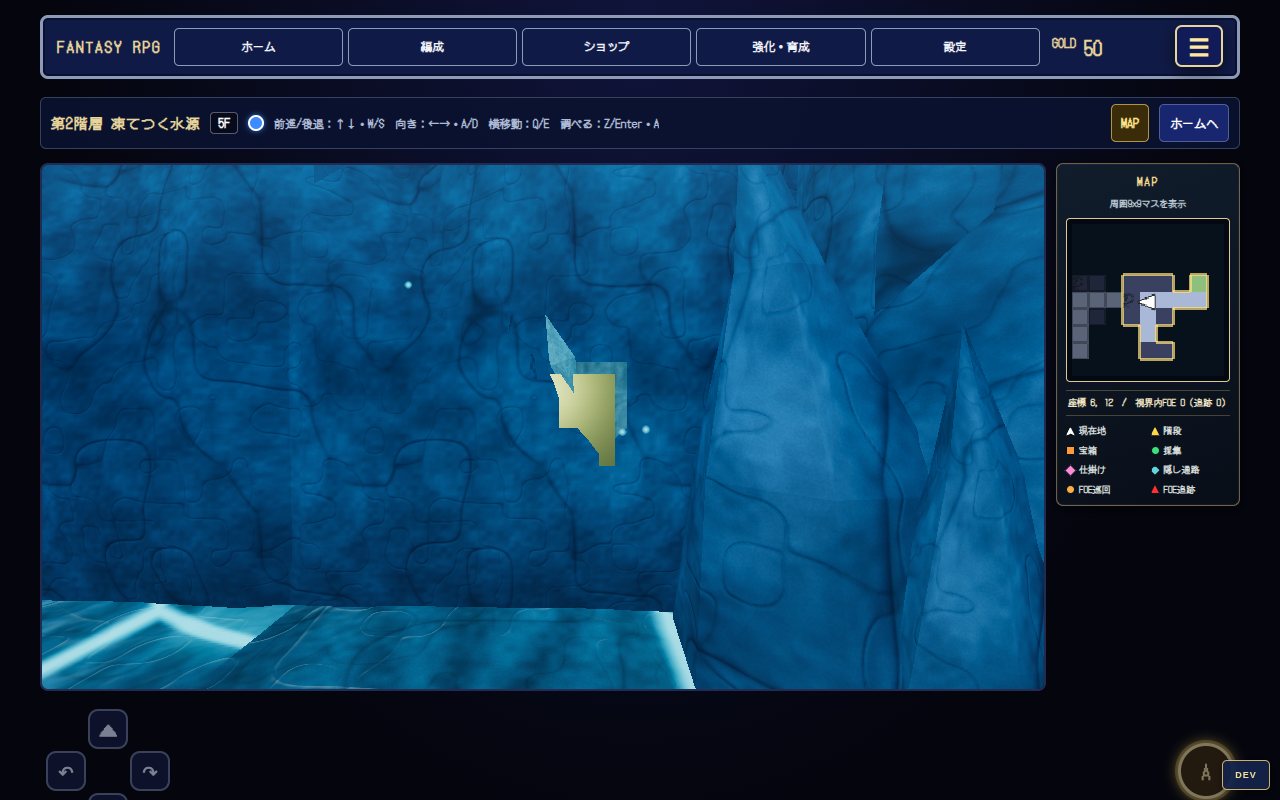 FANTASY RPG ホーム 編成 ショップ 強化・育成 設定 GOLD 50
第2階層 凍てつく水源 5F 前進/後退：↑↓・W/S 向き：←→・A/D 横移動：Q/E 調べる：Z/Enter・A MAP ホームへ
MAP
周囲9x9マスを表示
座標 6, 12 / 視界内FOE 0（追跡 0）
現在地 階段
宝箱 採集
仕掛け 隠し通路
FOE巡回 FOE追跡
A DEV